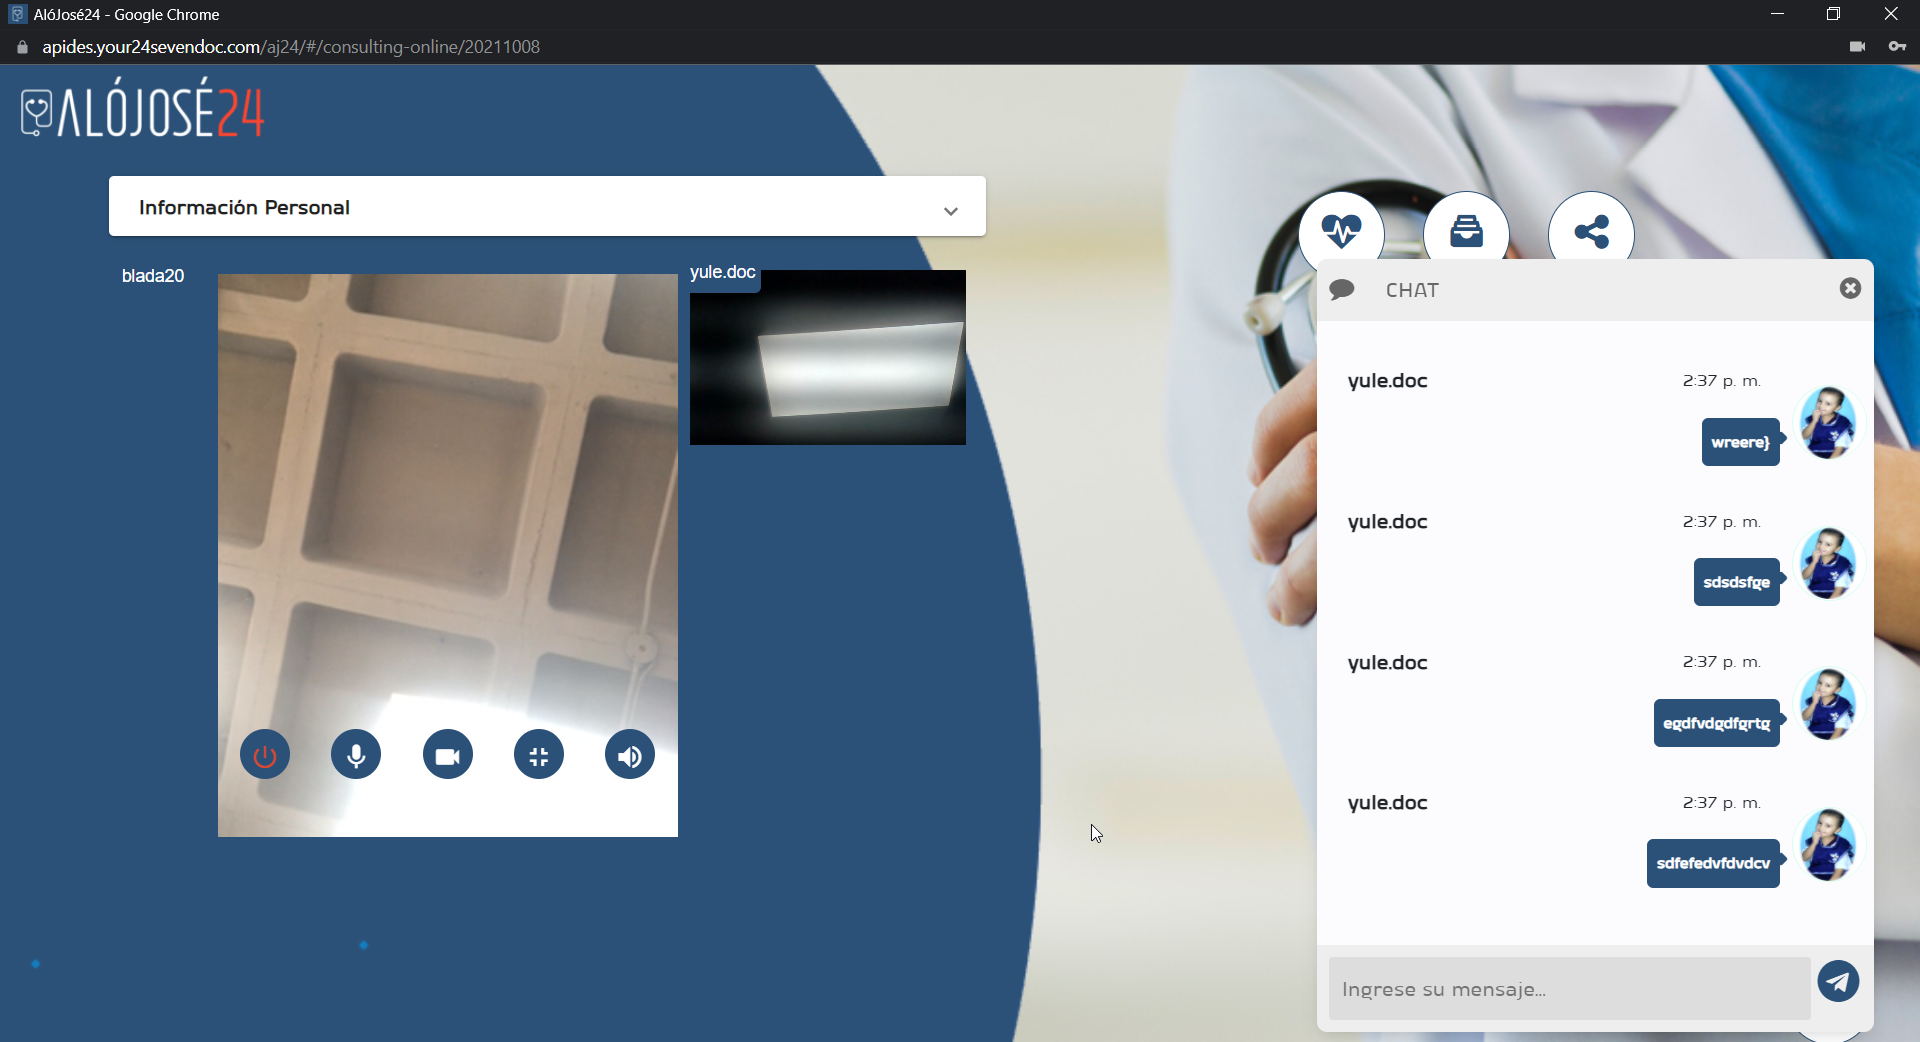 AlóJosé24 - Google Chrome
apides.your24sevendoc.com/aj24/#/consulting-online/20211008
ALÓJOSÉ24
Información Personal
blada20
yule.doc
CHAT
yule.doc 2:37 p. m.
wreere}
yule.doc 2:37 p. m.
sdsdsfge
yule.doc 2:37 p. m.
egdfvdgdfgrtg
yule.doc 2:37 p. m.
sdfefedvfdvdcv
Ingrese su mensaje...